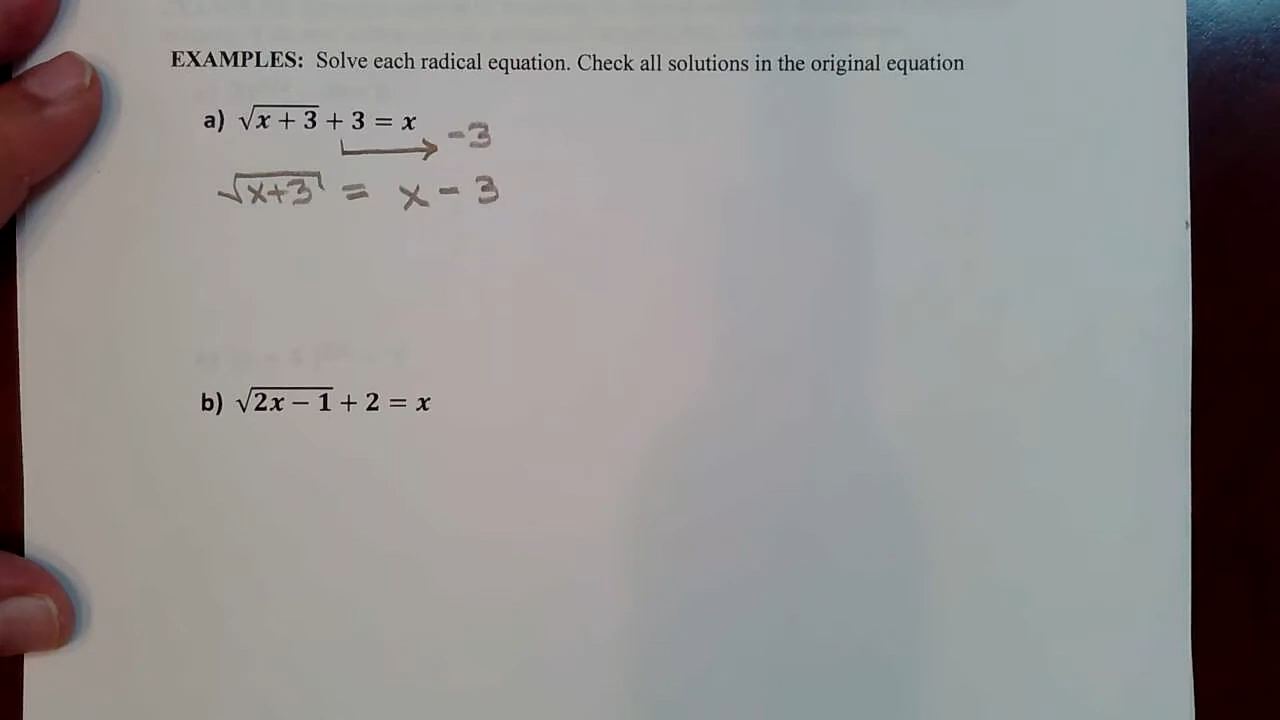 EXAMPLES: Solve each radical equation. Check all solutions in the original equation
a) √x + 3 + 3 = x
-3
√x+3 = x - 3
b) √2x − 1 + 2 = x